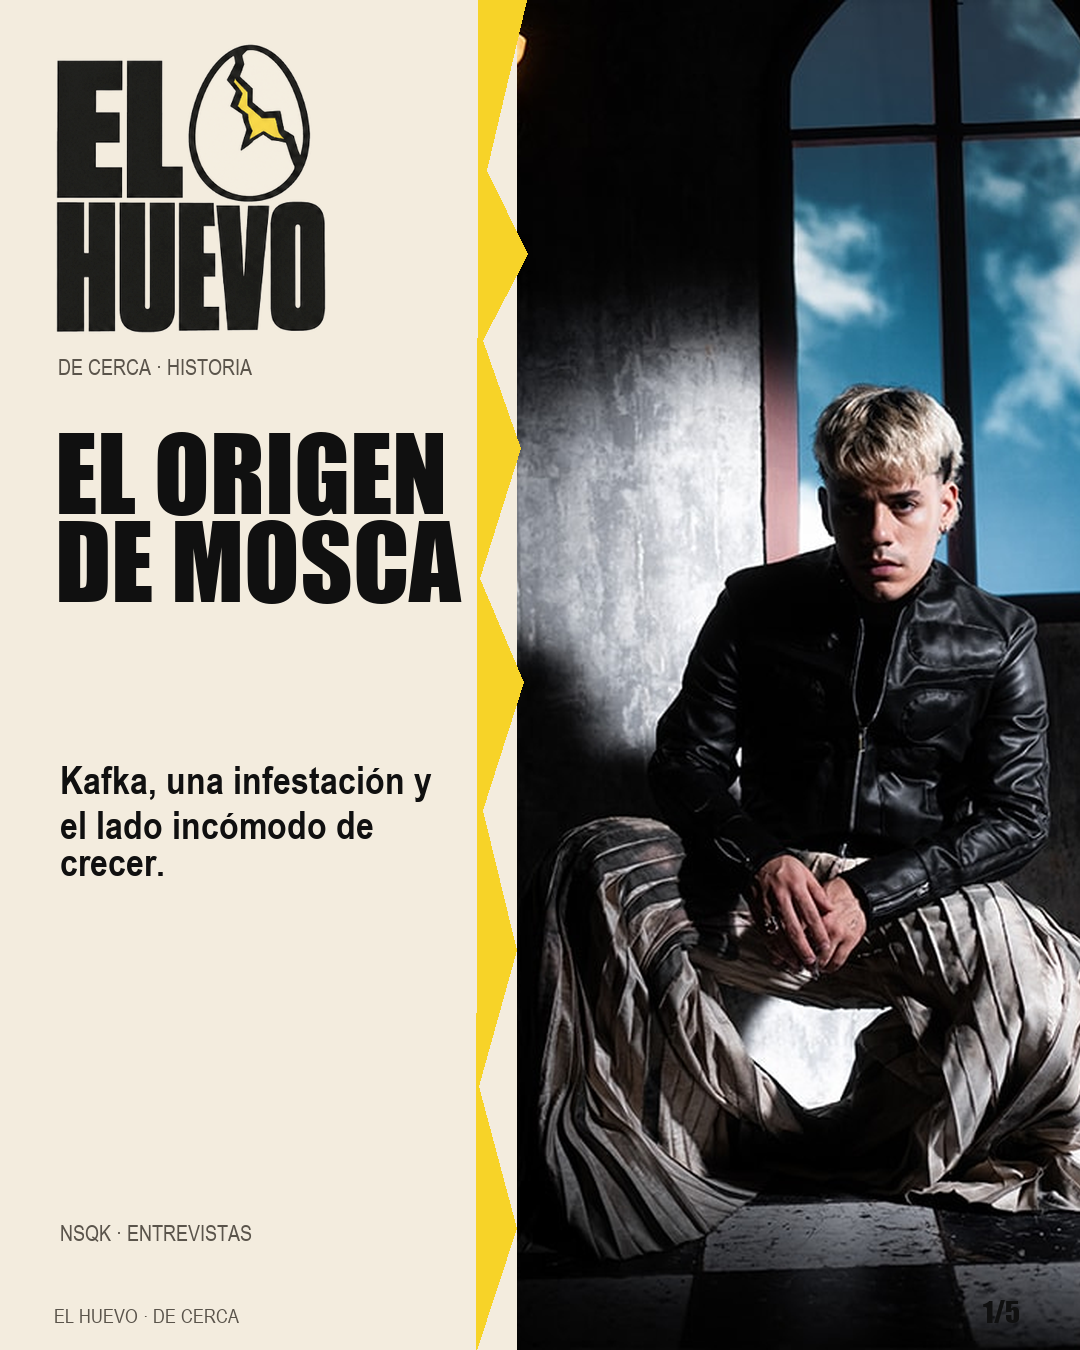 EL
HUEVO
DE CERCA · HISTORIA
EL ORIGEN
DE MOSCA
Kafka, una infestación y
el lado incómodo de
crecer.
NSQK · ENTREVISTAS
EL HUEVO · DE CERCA
1/5